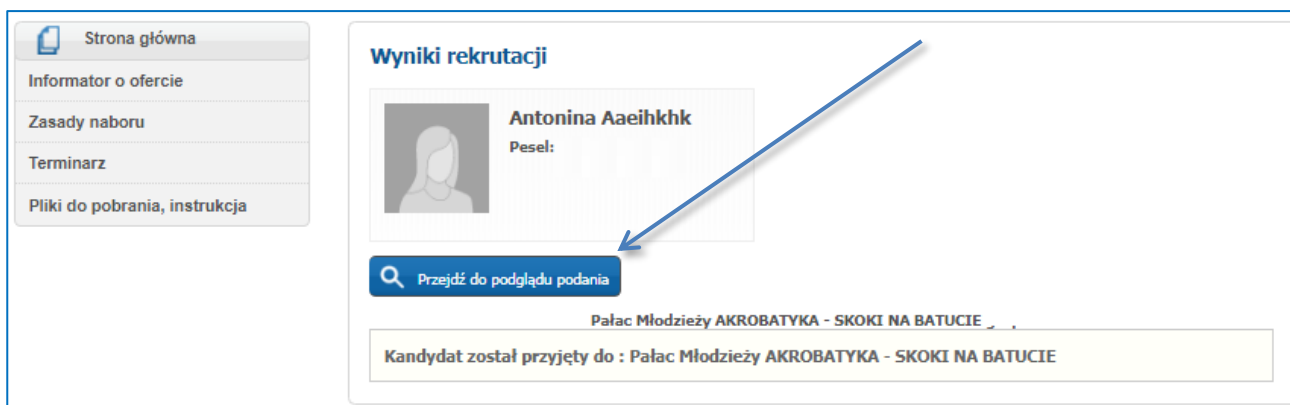 Strona główna
Informator o ofercie
Zasady naboru
Terminarz
Pliki do pobrania, instrukcja
Wyniki rekrutacji
Antonina Aaeihkhk
Pesel:
Przejdź do podglądu podania
Pałac Młodzieży AKROBATYKA - SKOKI NA BATUCIE
Kandydat został przyjęty do : Pałac Młodzieży AKROBATYKA - SKOKI NA BATUCIE